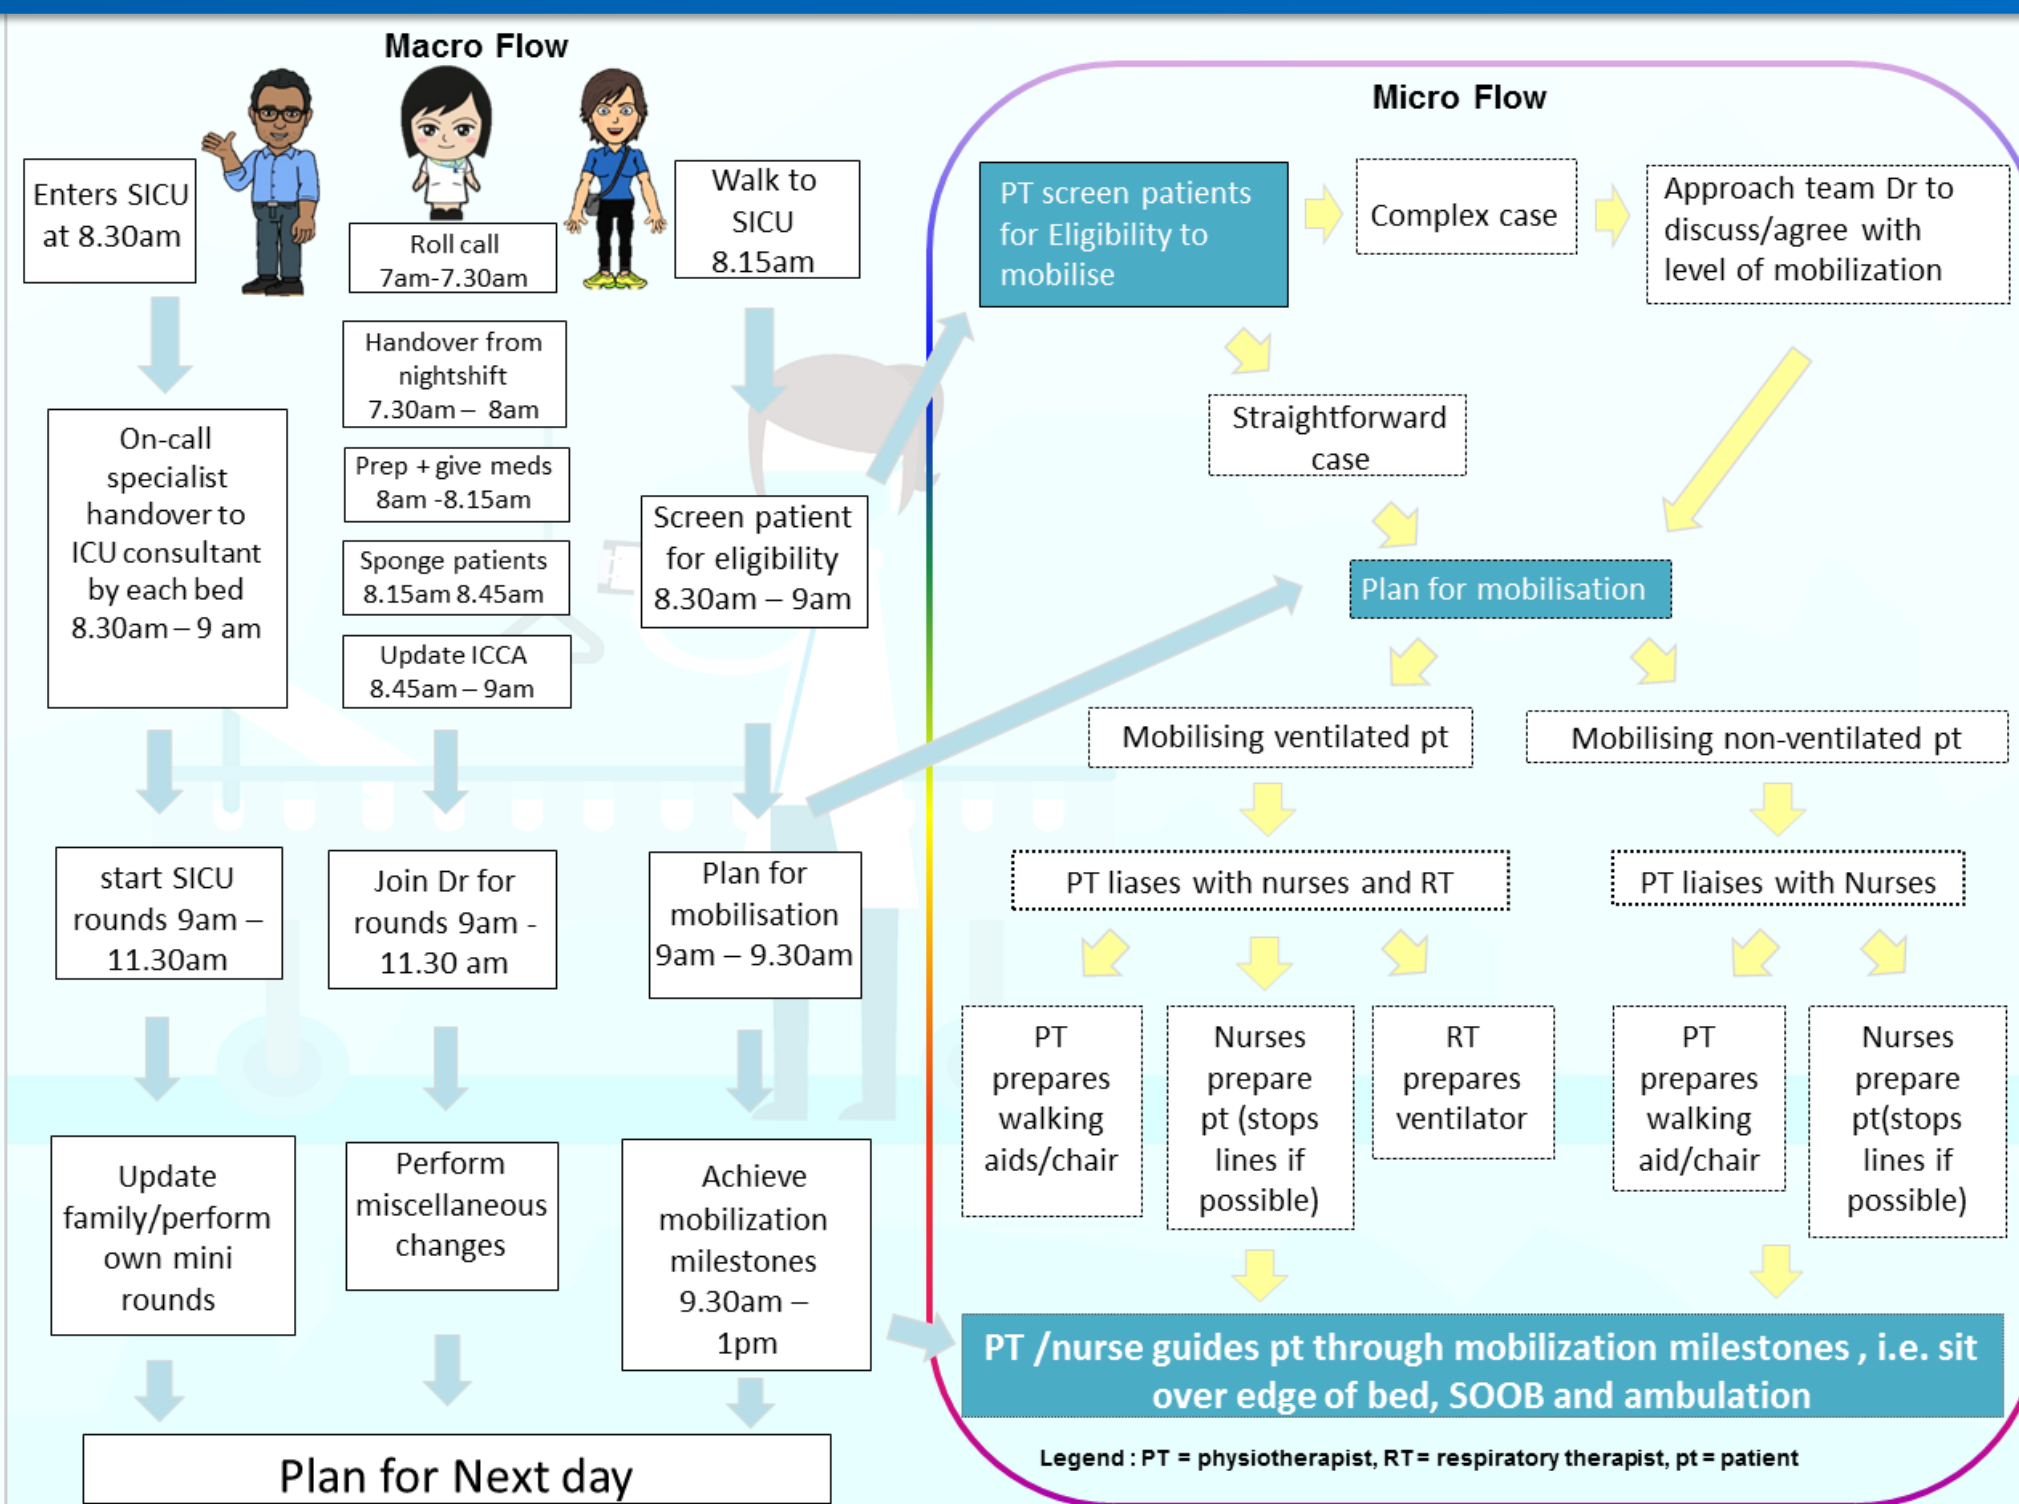 Macro Flow
Enters SICU
at 8.30am
On-call
specialist
handover to
ICU consultant
by each bed
8.30am – 9 am
start SICU
rounds 9am –
11.30am
Update
family/perform
own mini
rounds
Roll call
7am-7.30am
Handover from
nightshift
7.30am – 8am
Prep + give meds
8am -8.15am
Sponge patients
8.15am 8.45am
Update ICCA
8.45am – 9am
Join Dr for
rounds 9am -
11.30 am
Perform
miscellaneous
changes
Walk to
SICU
8.15am
Screen patient
for eligibility
8.30am – 9am
Plan for
mobilisation
9am – 9.30am
Achieve
mobilization
milestones
9.30am –
1pm
Plan for Next day
Micro Flow
PT screen patients
for Eligibility to
mobilise
Complex case
Approach team Dr to
discuss/agree with
level of mobilization
Straightforward
case
Plan for mobilisation
Mobilising ventilated pt
Mobilising non-ventilated pt
PT liases with nurses and RT
PT liaises with Nurses
PT
prepares
walking
aids/chair
Nurses
prepare
pt (stops
lines if
possible)
RT
prepares
ventilator
PT
prepares
walking
aid/chair
Nurses
prepare
pt(stops
lines if
possible)
PT /nurse guides pt through mobilization milestones , i.e. sit
over edge of bed, SOOB and ambulation
Legend : PT = physiotherapist, RT= respiratory therapist, pt = patient